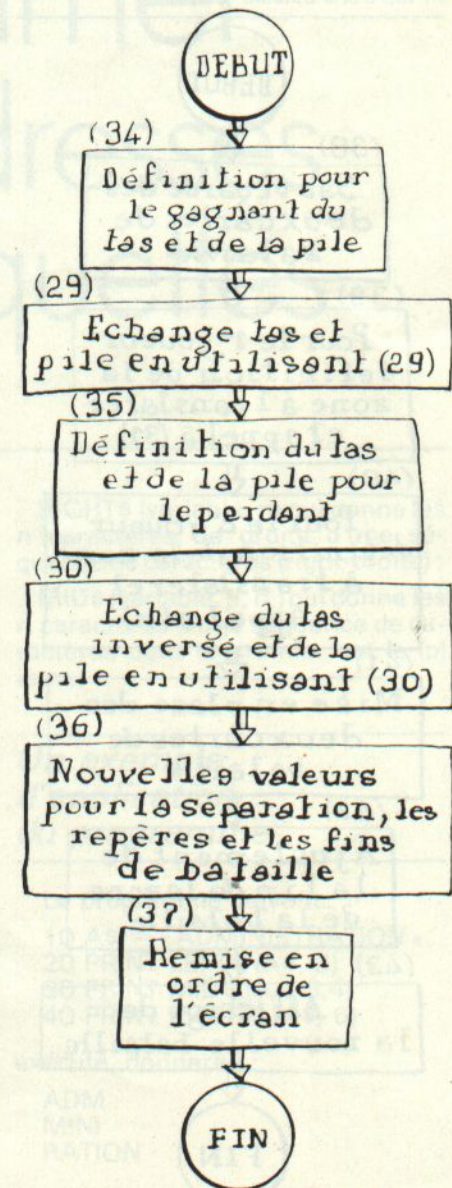 DEBUT
(34)
Définition pour
le gagnant du
tas et de la pile
(29)
Echange tas et
pile en utilisant (29)
(35)
Définition du tas
et de la pile pour
le perdant
(30)
Echange du tas
inversé et de la
pile en utilisant (30)
(36)
Nouvelles valeurs
pour la séparation, les
repères et les fins
de bataille
(37)
Remise en
ordre de
l'écran
FIN